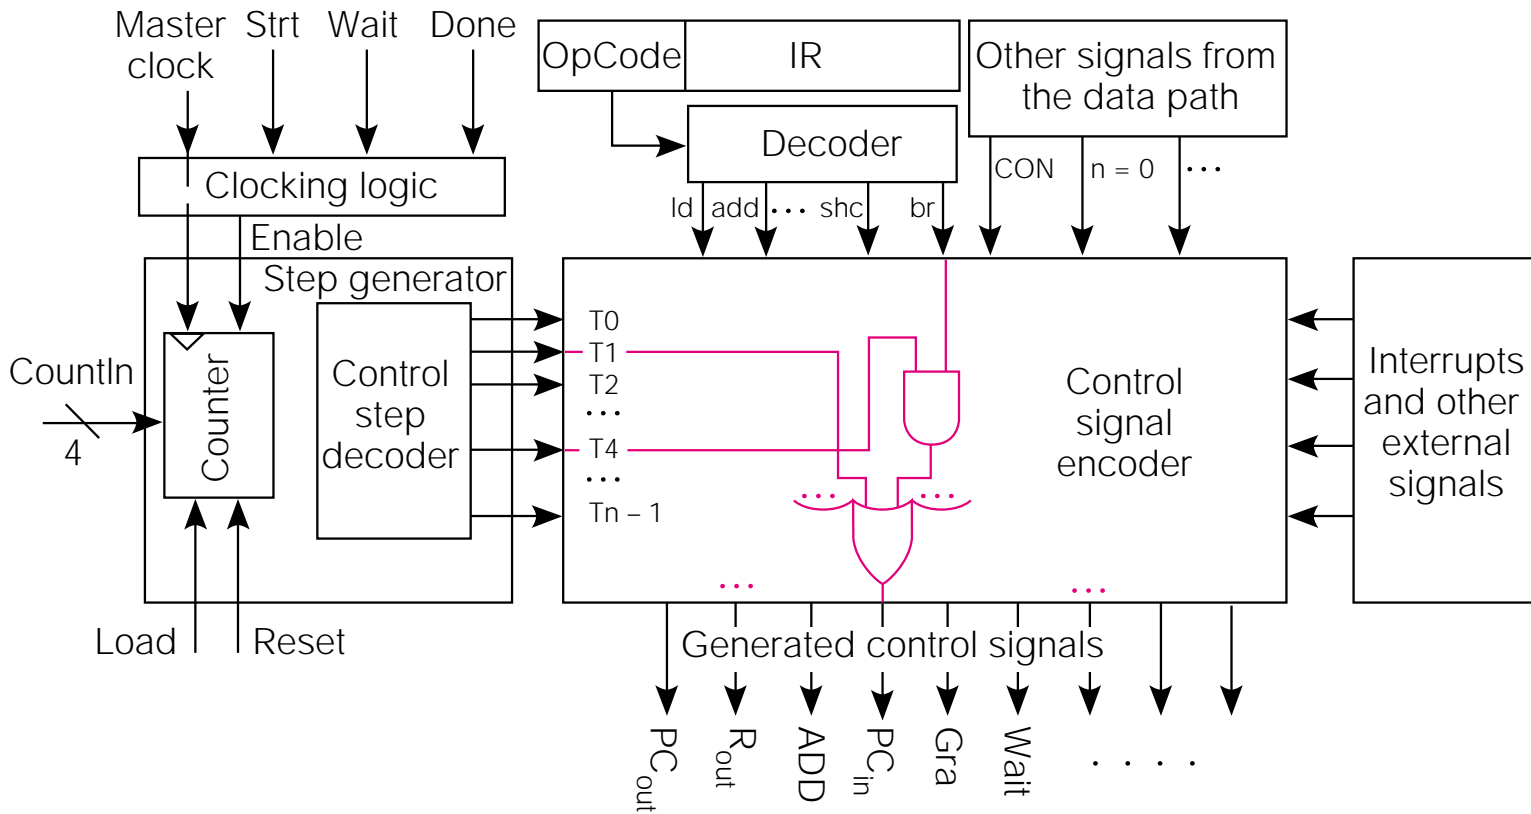 Master
clock
Strt
Wait
Done
OpCode
IR
Other signals from
the data path
Decoder
Clocking logic
CON
n = 0
...
ld
add
...
shc
br
Enable
Step generator
CountIn
4
Counter
Control
step
decoder
T0
T1
T2
...
T4
...
Tn – 1
Control
signal
encoder
Interrupts
and other
external
signals
... ...
... ...
Load
Reset
Generated control signals
PCout
Rout
ADD
PCin
Gra
Wait
. . . .